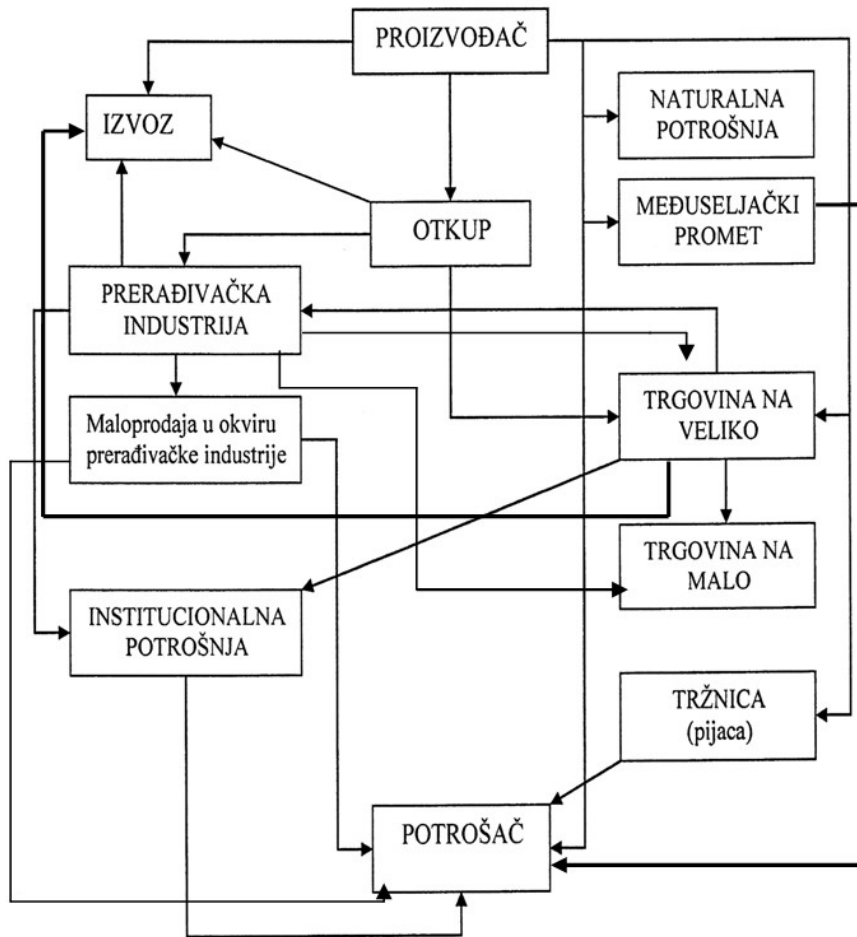 PROIZVOĐAČ
IZVOZ
NATURALNA
POTROŠNJA
OTKUP
MEĐUSELJAČKI
PROMET
PRERAĐIVAČKA
INDUSTRIJA
Maloprodaja u okviru
prerađivačke industrije
TRGOVINA NA
VELIKO
TRGOVINA NA
MALO
INSTITUCIONALNA
POTROŠNJA
TRŽNICA
(pijaca)
POTROŠAČ